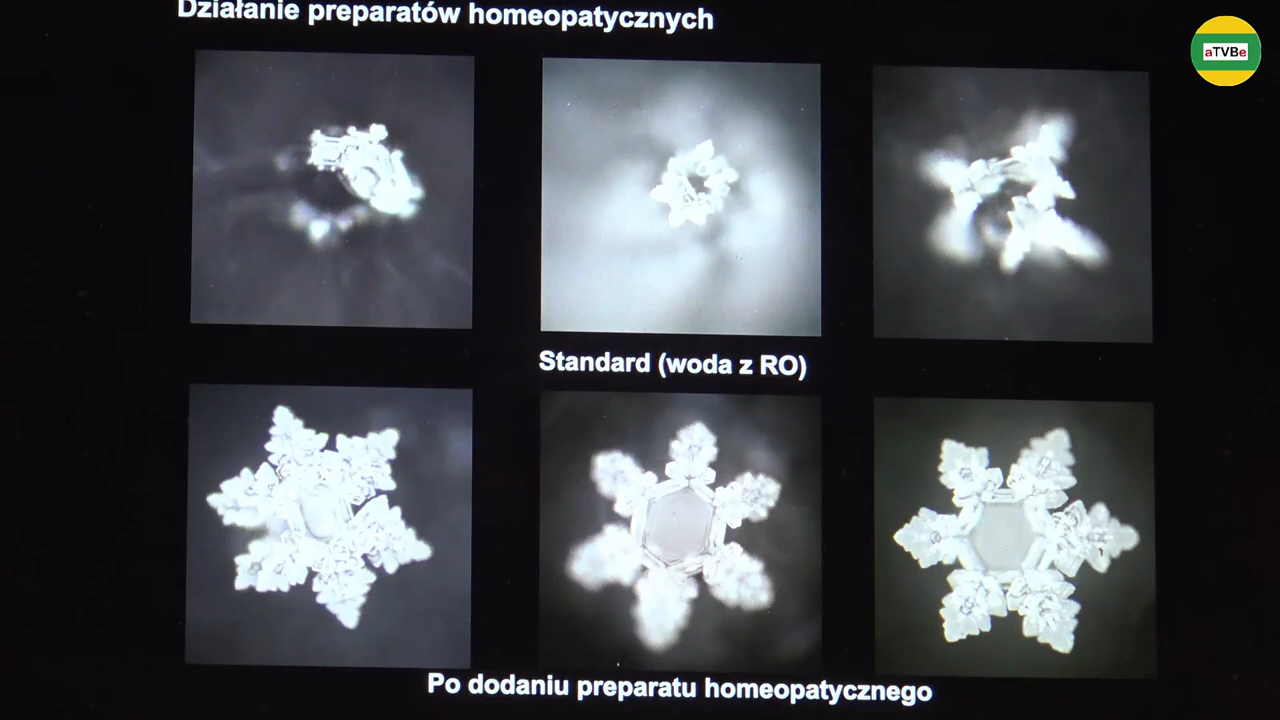 Działanie preparatów homeopatycznych
aTVBe
Standard (woda z RO)
Po dodaniu preparatu homeopatycznego